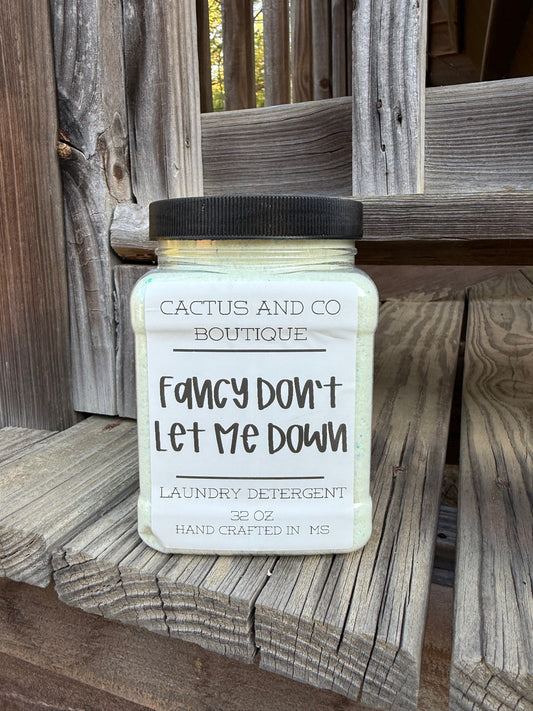 CACTUS AND CO
BOUTIQUE
FANCY DON'T
LET ME DOWN
LAUNDRY DETERGENT
32 OZ
HAND CRAFTED IN MS